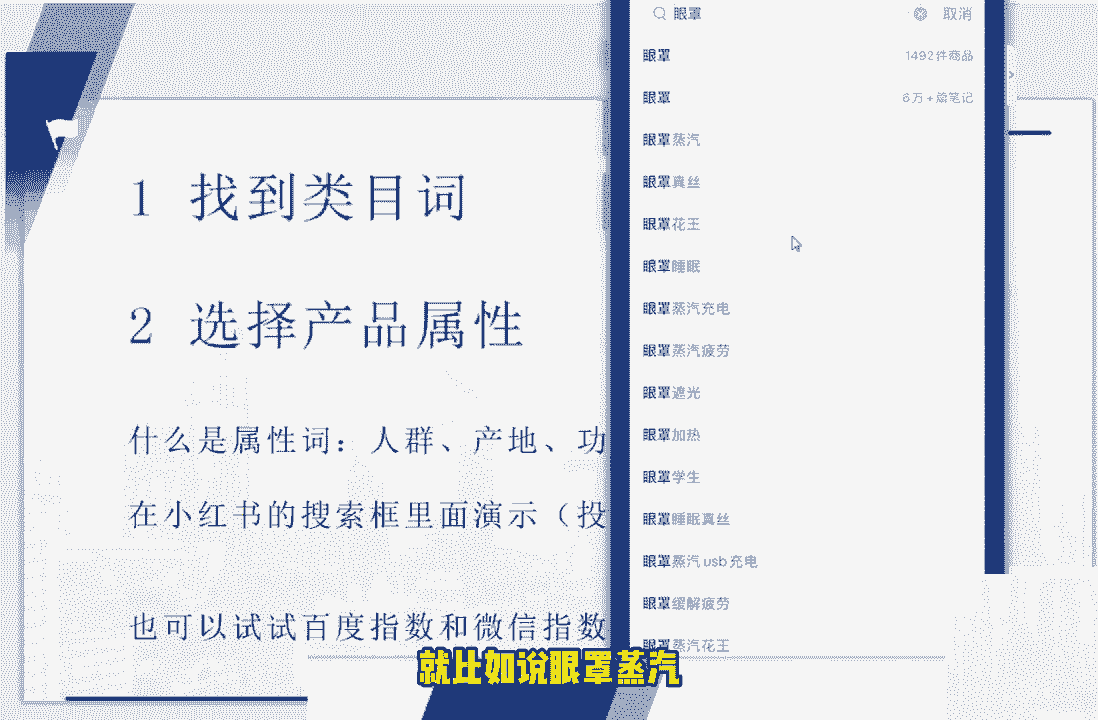 1 找到类目词
2 选择产品属性
什么是属性词：人群、产地、功
在小红书的搜索框里面演示（投
也可以试试百度指数和微信指数
眼罩 取消
眼罩 1492件商品
眼罩 6万+篇笔记
眼罩蒸汽
眼罩真丝
眼罩花王
眼罩睡眠
眼罩蒸汽充电
眼罩蒸汽疲劳
眼罩遮光
眼罩加热
眼罩学生
眼罩睡眠真丝
眼罩蒸汽usb充电
眼罩缓解疲劳
眼罩蒸汽花王
就比如说眼罩蒸汽